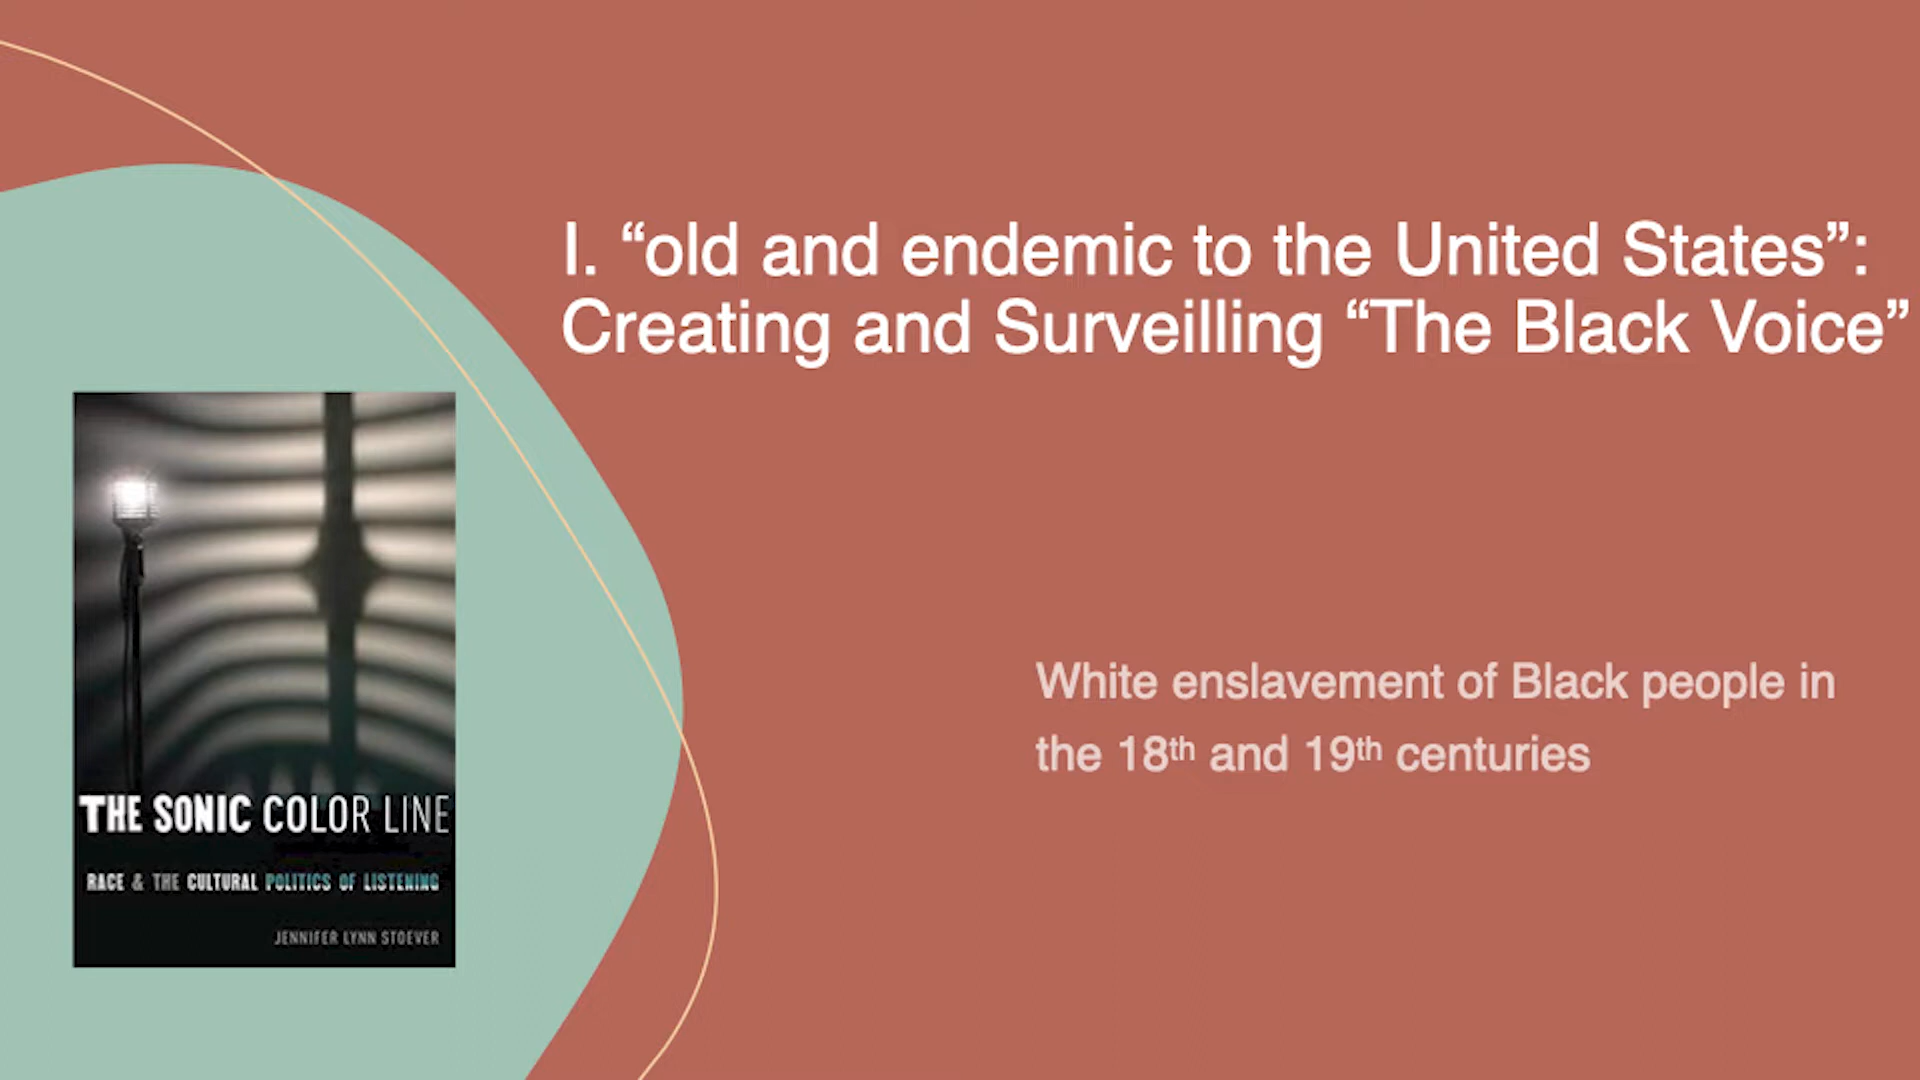 I. “old and endemic to the United States”:
Creating and Surveilling “The Black Voice”
White enslavement of Black people in
the 18th and 19th centuries
THE SONIC COLOR LINE
RACE & THE CULTURAL POLITICS OF LISTENING
JENNIFER LYNN STOEVER